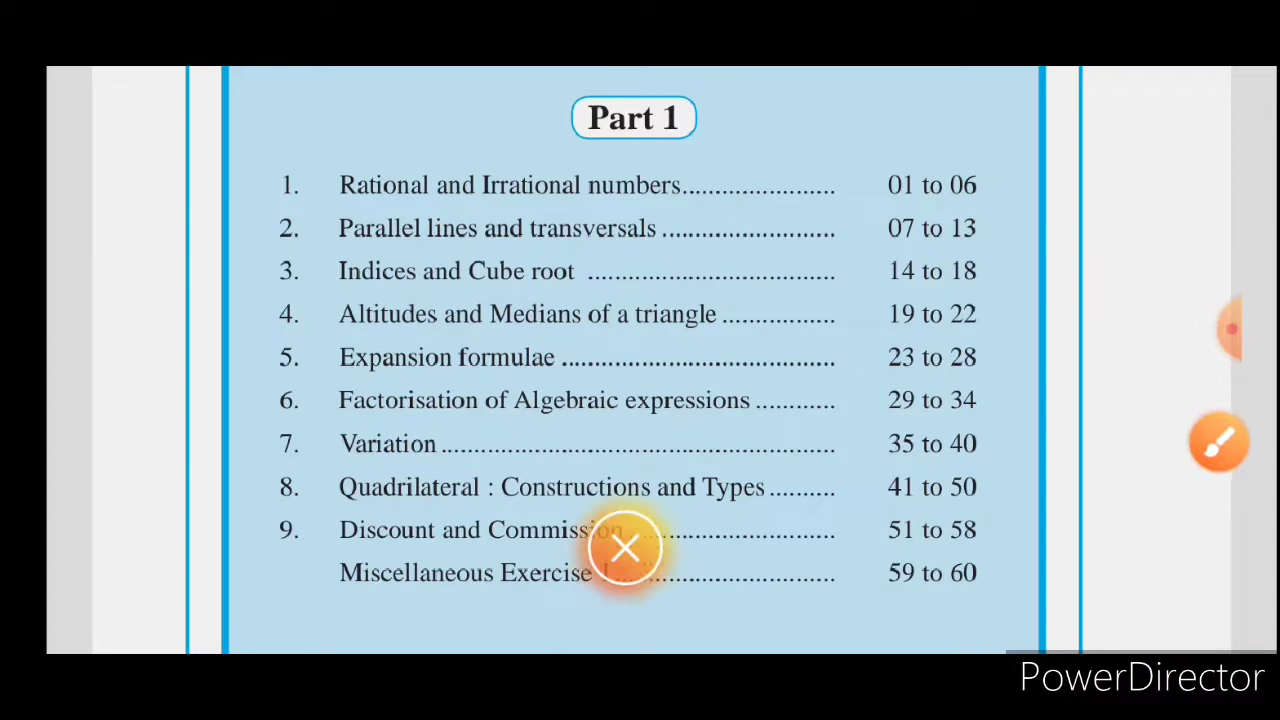 Part 1
1. Rational and Irrational numbers....................... 01 to 06
2. Parallel lines and transversals .......................... 07 to 13
3. Indices and Cube root ..................................... 14 to 18
4. Altitudes and Medians of a triangle ................. 19 to 22
5. Expansion formulae ......................................... 23 to 28
6. Factorisation of Algebraic expressions ............ 29 to 34
7. Variation ........................................................... 35 to 40
8. Quadrilateral : Constructions and Types .......... 41 to 50
9. Discount and Commission ............................... 51 to 58
Miscellaneous Exercise ................................. 59 to 60
PowerDirector